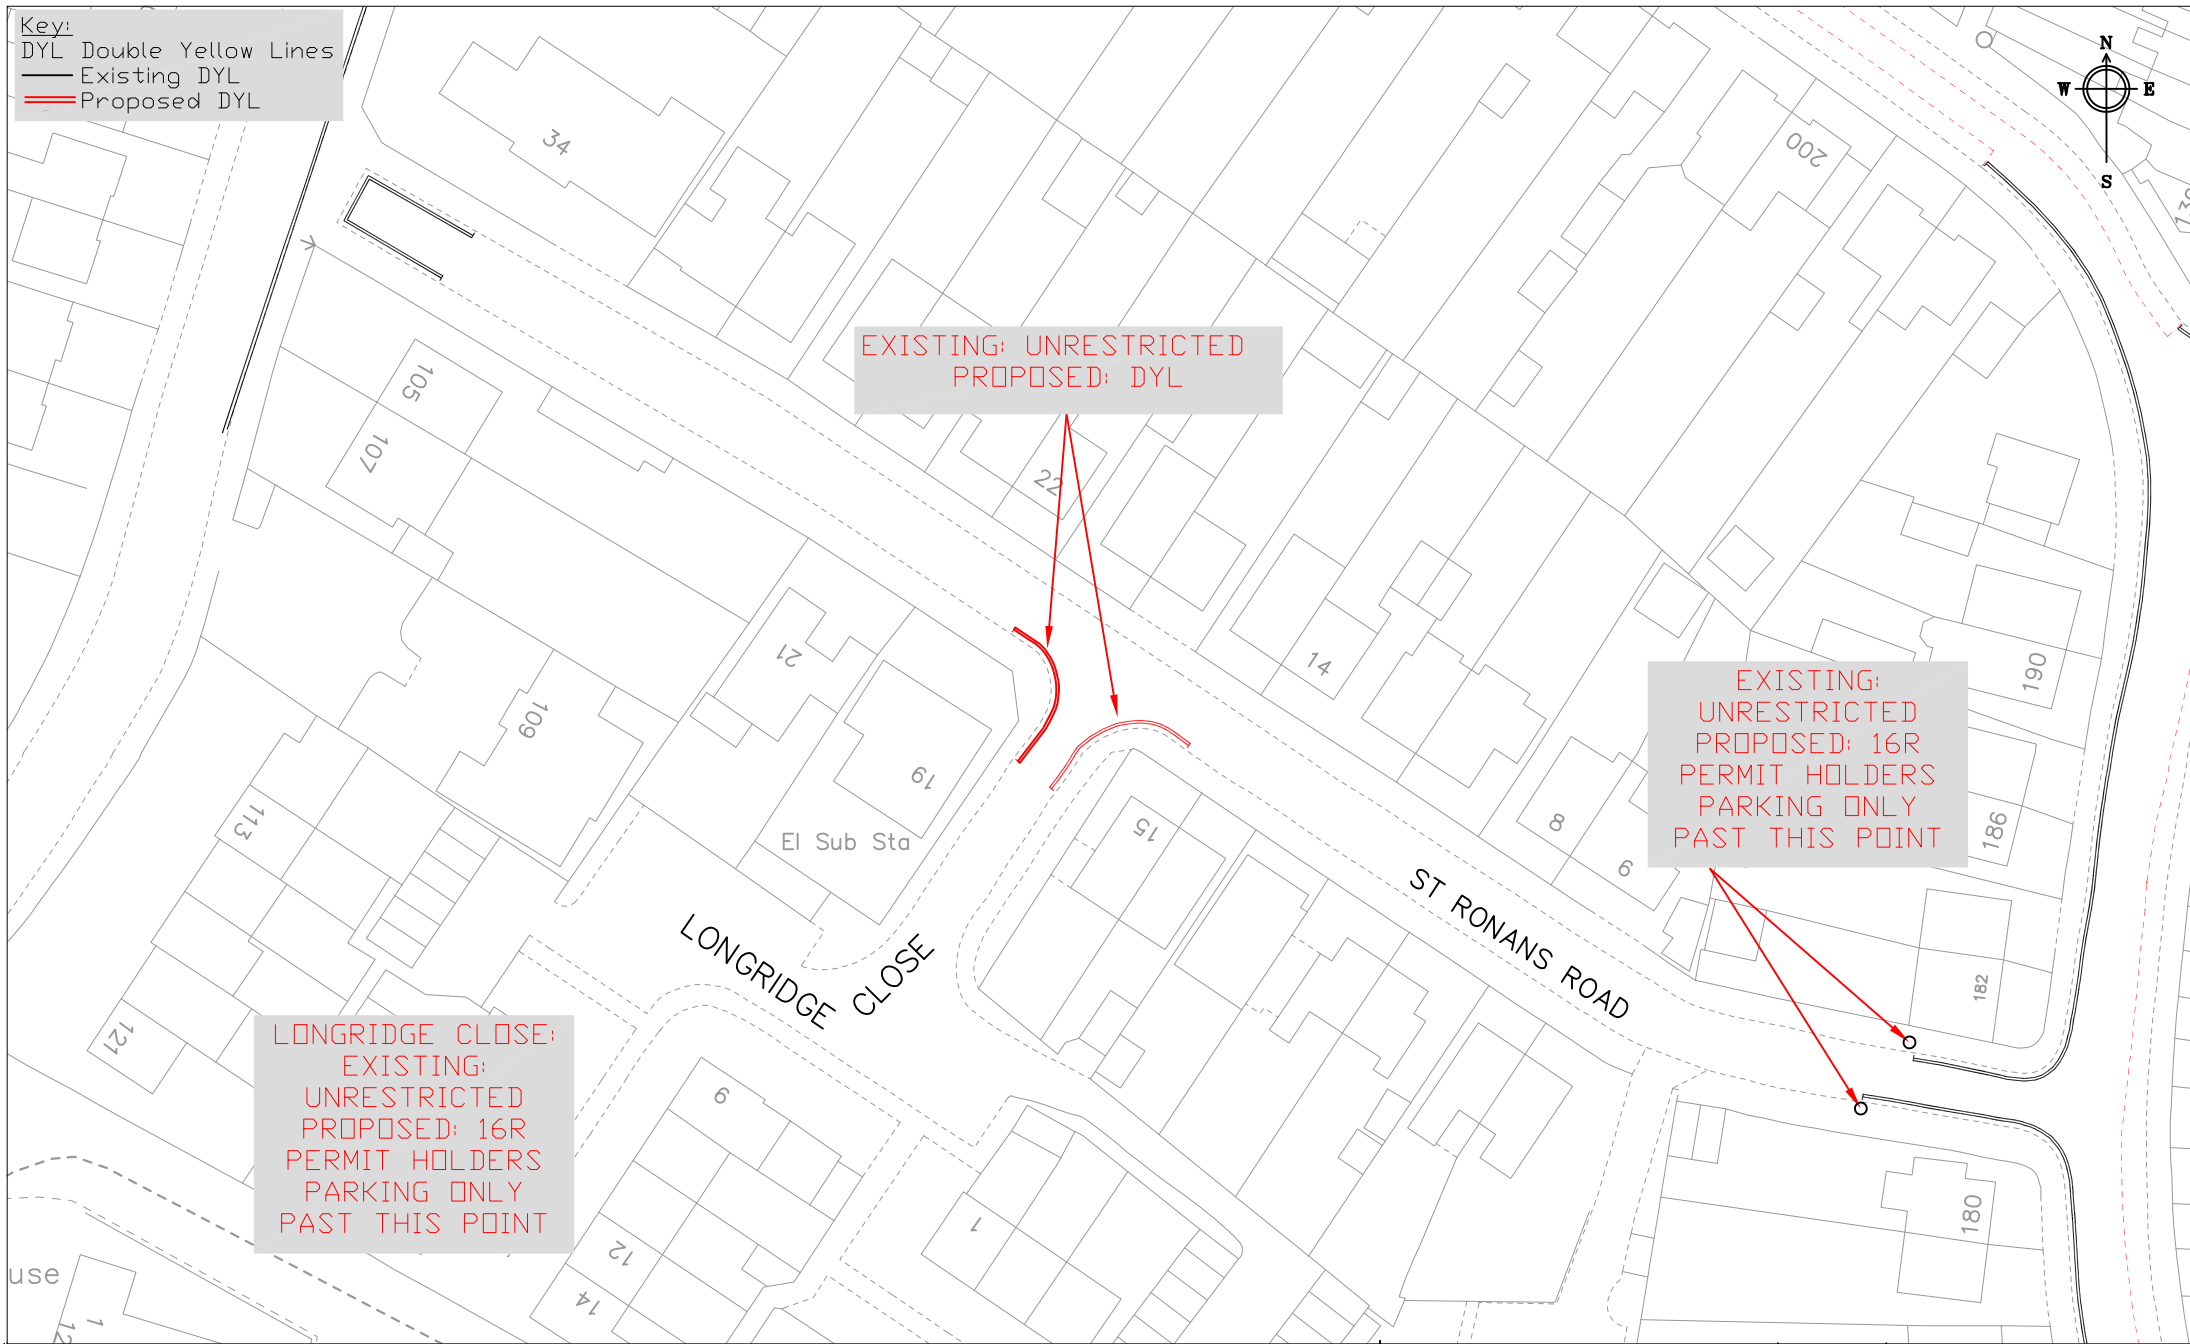 Key:
DYL Double Yellow Lines
Existing DYL
Proposed DYL
N
W E
S
34
200
EXISTING: UNRESTRICTED
PROPOSED: DYL
105
107
22
21
14
109
19
El Sub Sta
113
15
8
6
190
EXISTING:
UNRESTRICTED
PROPOSED: 16R
PERMIT HOLDERS
PARKING ONLY
PAST THIS POINT
186
182
ST RONANS ROAD
LONGRIDGE
CLOSE
121
LONGRIDGE CLOSE:
EXISTING:
UNRESTRICTED
PROPOSED: 16R
PERMIT HOLDERS
PARKING ONLY
PAST THIS POINT
9
12
14
1
180
use
1